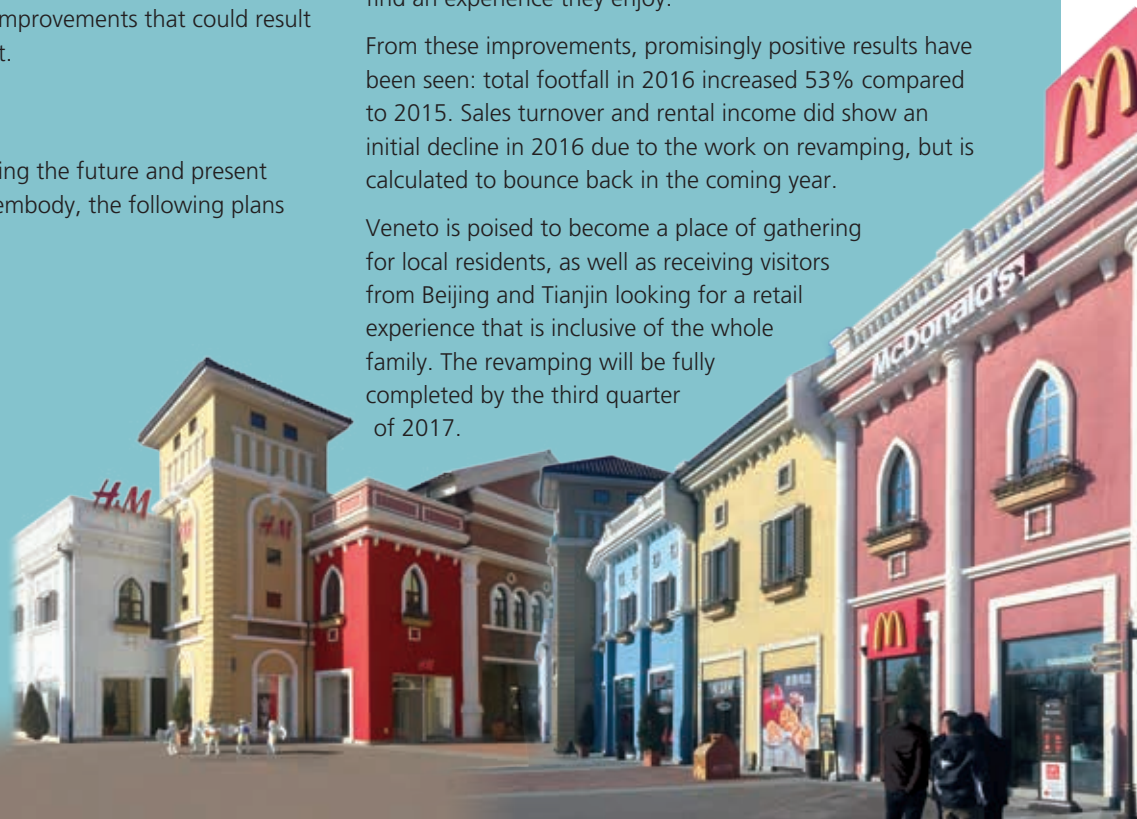 improvements that could result
t.
ing the future and present
embody, the following plans
find an experience they enjoy.
From these improvements, promisingly positive results have
been seen: total footfall in 2016 increased 53% compared
to 2015. Sales turnover and rental income did show an
initial decline in 2016 due to the work on revamping, but is
calculated to bounce back in the coming year.
Veneto is poised to become a place of gathering
for local residents, as well as receiving visitors
from Beijing and Tianjin looking for a retail
experience that is inclusive of the whole
family. The revamping will be fully
completed by the third quarter
of 2017.
H&M
H&M
H&M
McDonald's